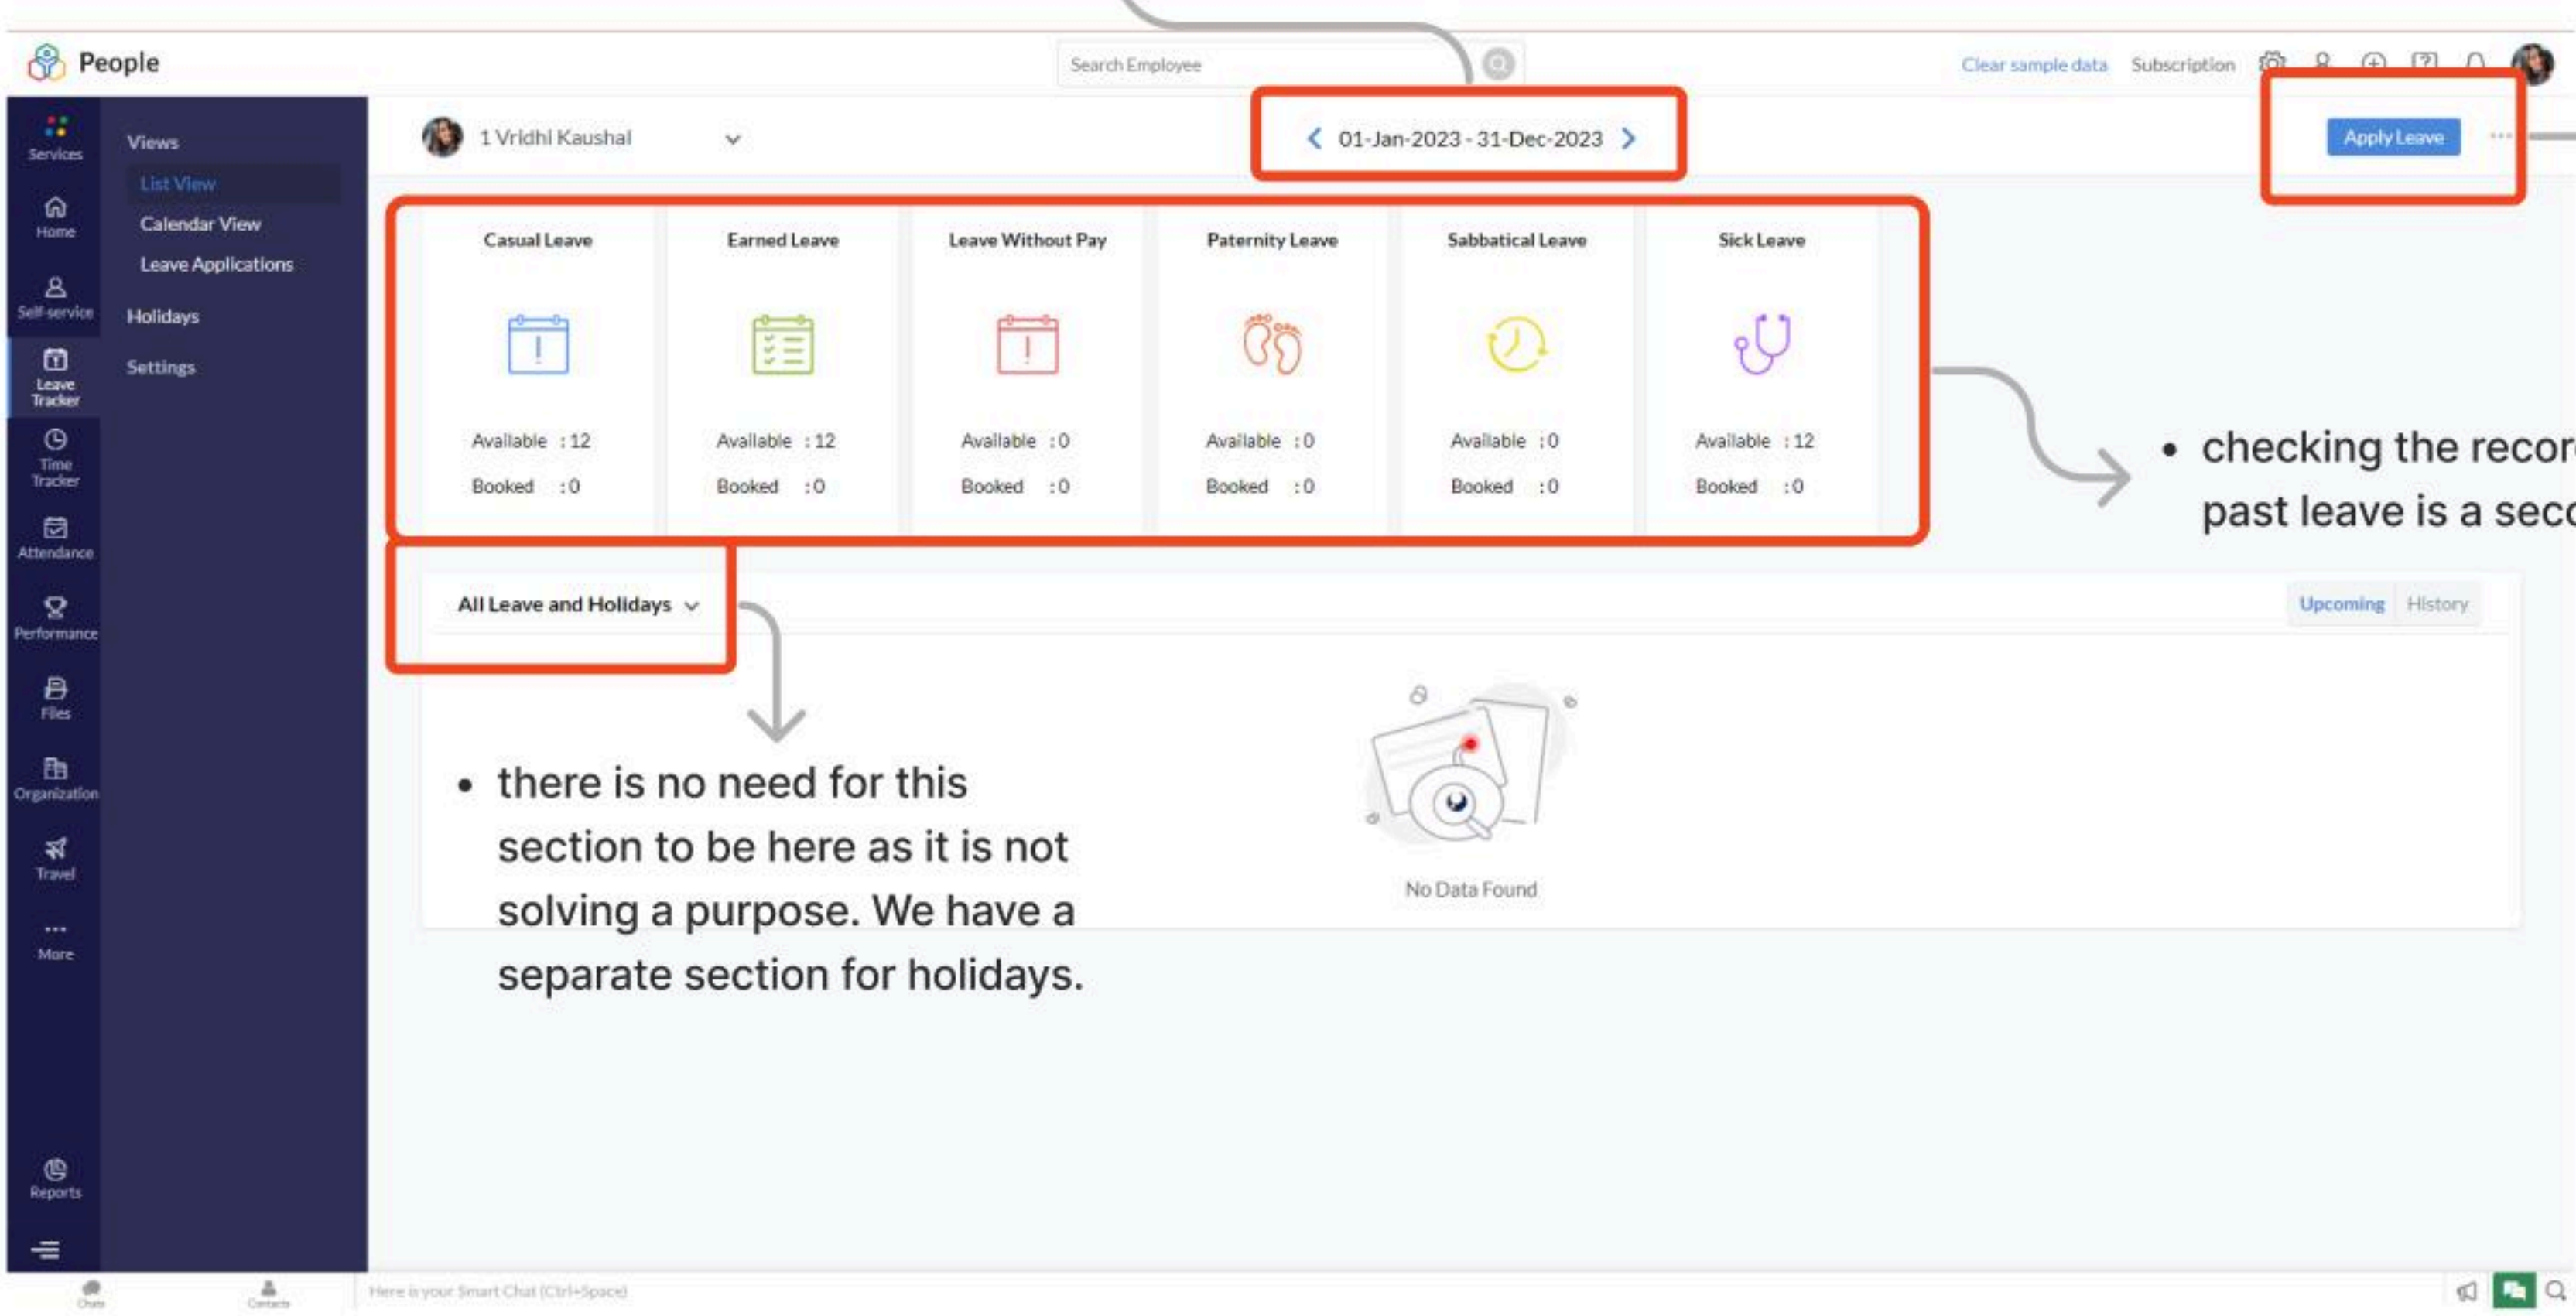 People
Search Employee
Clear sample data Subscription
Services
Home
Self-service
Leave
Tracker
Time
Tracker
Attendance
Performance
Files
Organization
Travel
More
Reports
Views
List View
Calendar View
Leave Applications
Holidays
Settings
1 Vridhi Kaushal
01-Jan-2023 - 31-Dec-2023
Apply Leave
Casual Leave
Available : 12
Booked : 0
Earned Leave
Available : 12
Booked : 0
Leave Without Pay
Available : 0
Booked : 0
Paternity Leave
Available : 0
Booked : 0
Sabbatical Leave
Available : 0
Booked : 0
Sick Leave
Available : 12
Booked : 0
• checking the
past leave is a
All Leave and Holidays
Upcoming History
• there is no need for this
section to be here as it is not
solving a purpose. We have a
separate section for holidays.
No Data Found
Chats
Contacts
Here is your Smart Chat (Ctrl+Space)